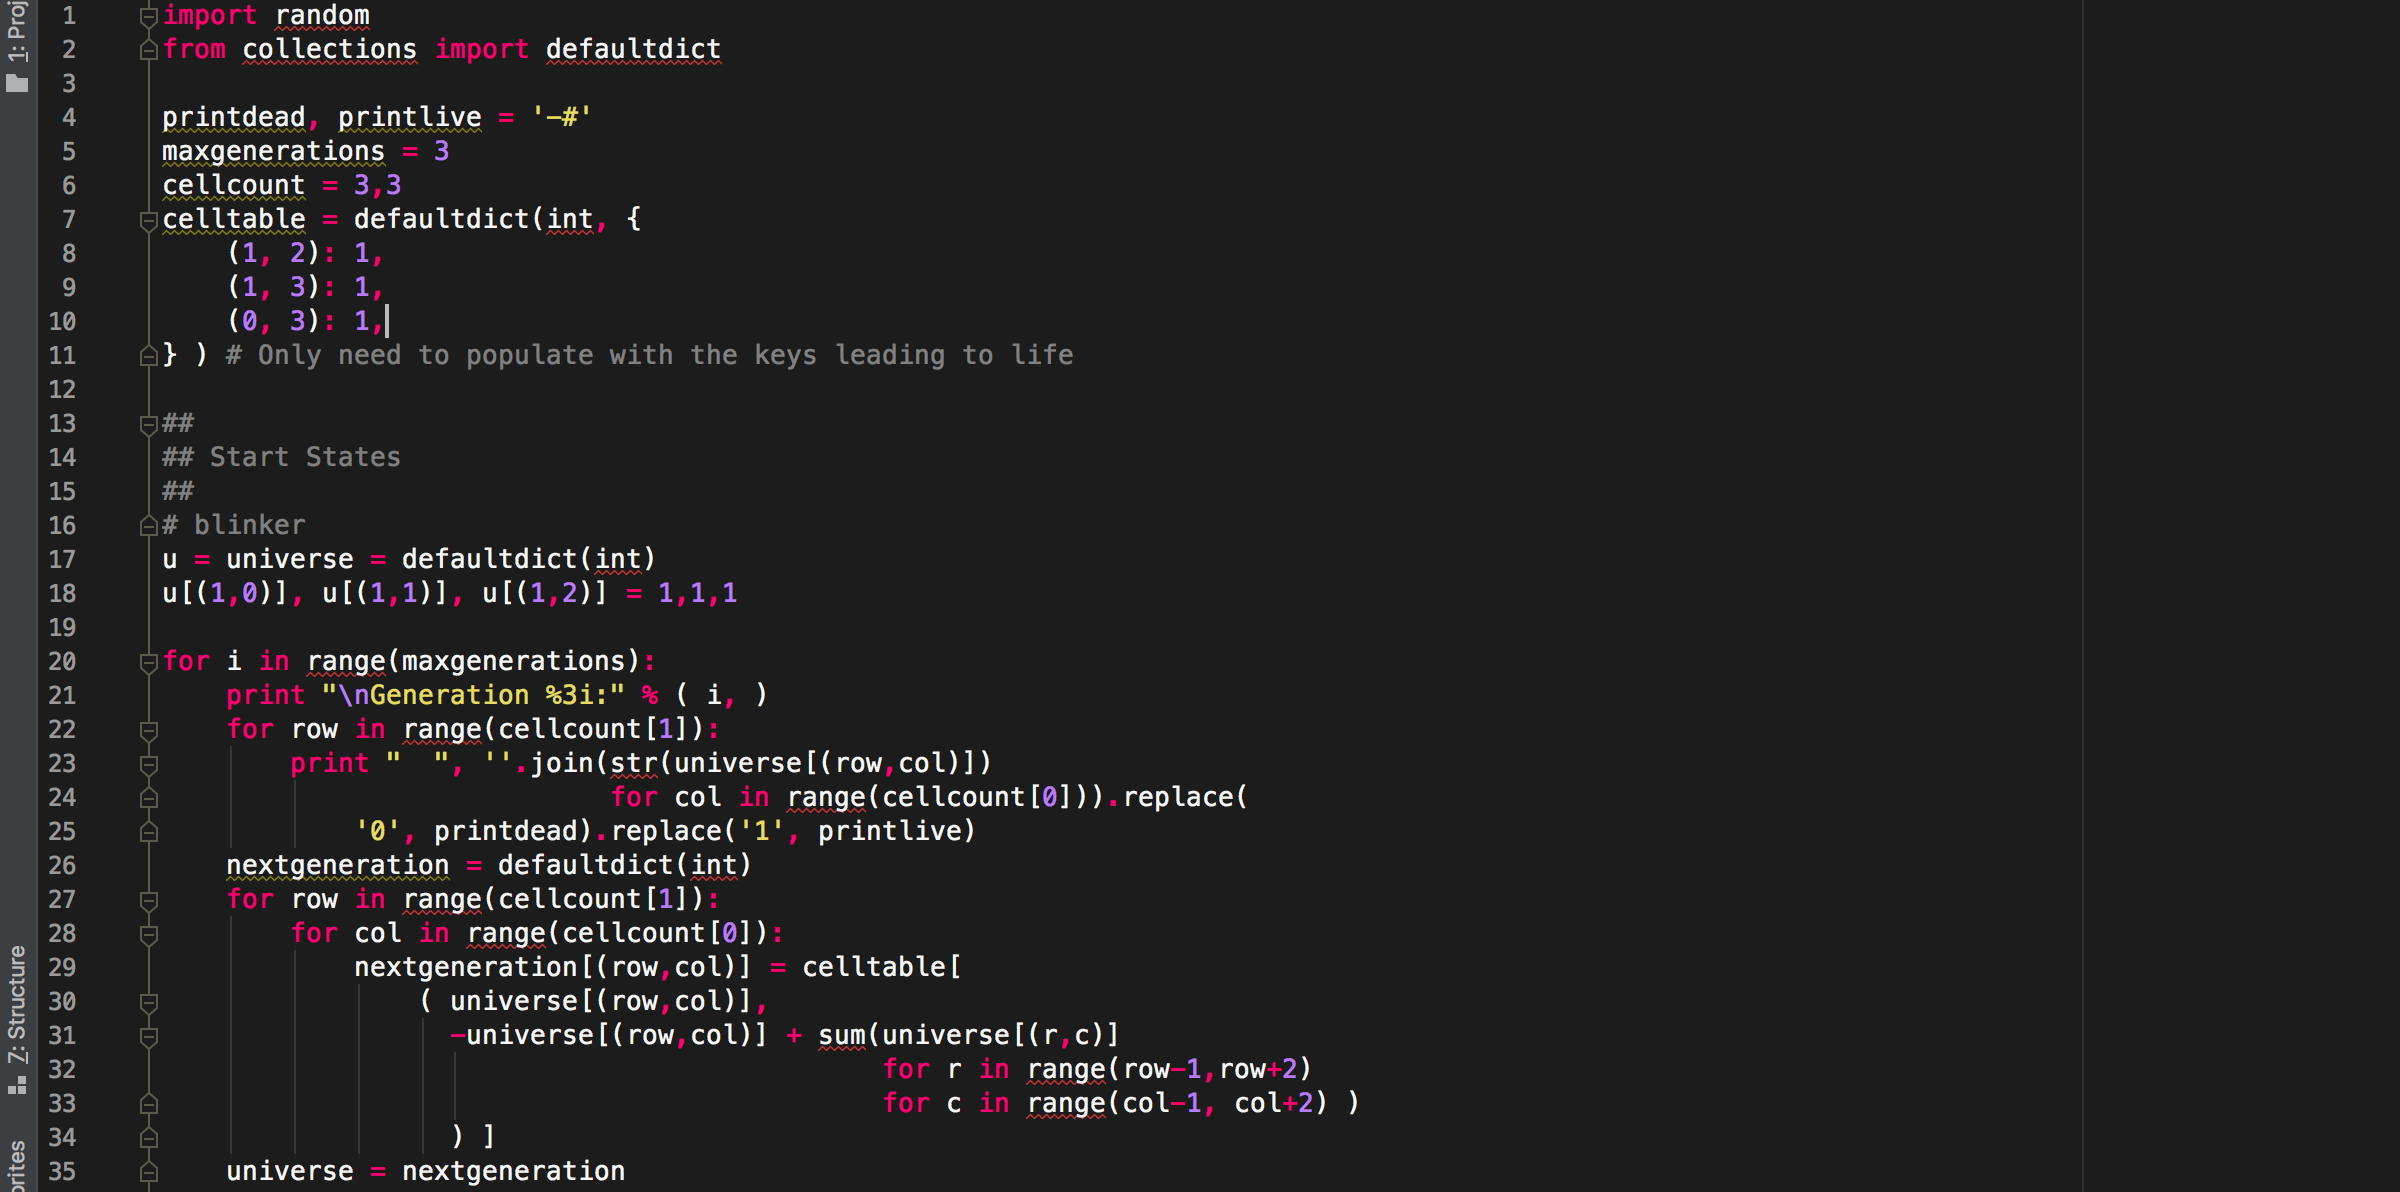 1: Proj
7: Structure
orites
1 import random
2 from collections import defaultdict
3
4 printdead, printlive = '-#'
5 maxgenerations = 3
6 cellcount = 3,3
7 celltable = defaultdict(int, {
8     (1, 2): 1,
9     (1, 3): 1,
10     (0, 3): 1,
11 } ) # Only need to populate with the keys leading to life
12
13 ##
14 ## Start States
15 ##
16 # blinker
17 u = universe = defaultdict(int)
18 u[(1,0)], u[(1,1)], u[(1,2)] = 1,1,1
19
20 for i in range(maxgenerations):
21     print "\nGeneration %3i:" % ( i, )
22     for row in range(cellcount[1]):
23         print "  ", ''.join(str(universe[(row,col)])
24                             for col in range(cellcount[0])).replace(
25             '0', printdead).replace('1', printlive)
26     nextgeneration = defaultdict(int)
27     for row in range(cellcount[1]):
28         for col in range(cellcount[0]):
29             nextgeneration[(row,col)] = celltable[
30                 ( universe[(row,col)],
31                   -universe[(row,col)] + sum(universe[(r,c)]
32                                              for r in range(row-1,row+2)
33                                              for c in range(col-1, col+2) )
34                   ) ]
35     universe = nextgeneration